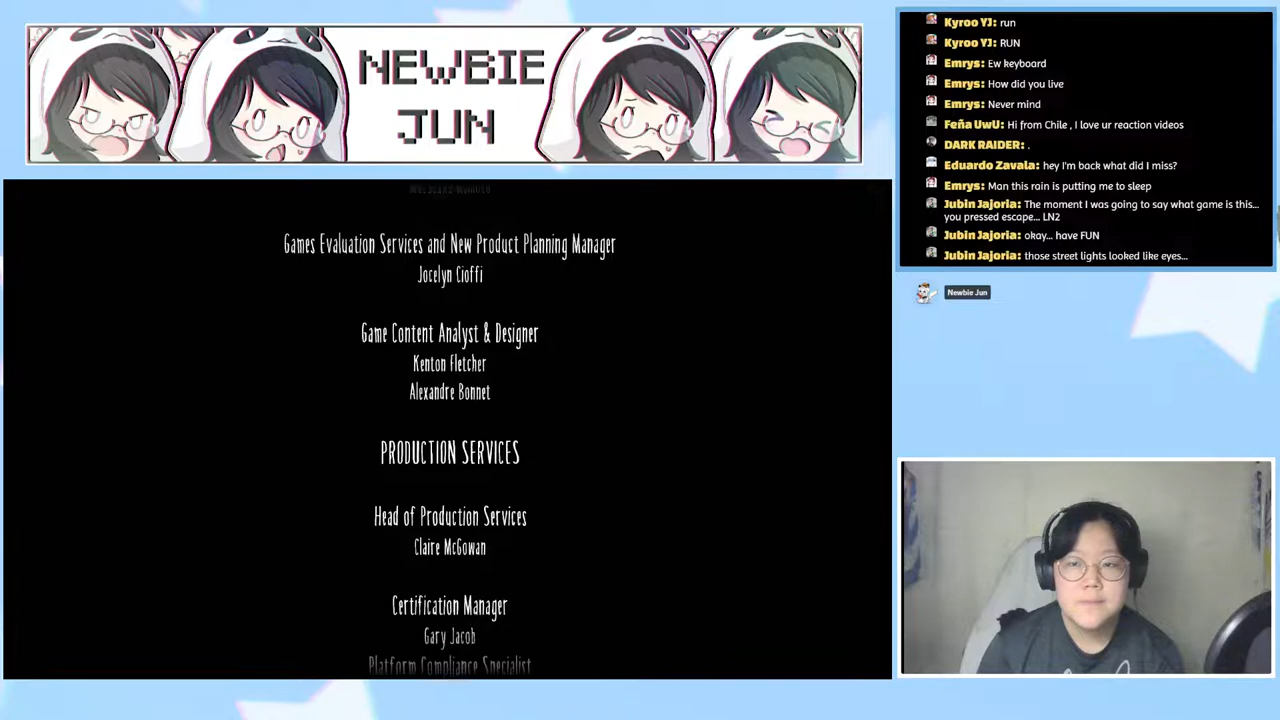 NEWBIE
JUN
Games Evaluation Services and New Product Planning Manager
Jocelyn Cioffi
Game Content Analyst & Designer
Kenton Fletcher
Alexandre Bonnet
PRODUCTION SERVICES
Head of Production Services
Claire McGowan
Certification Manager
Gary Jacob
Platform Compliance Specialist
Kyroo YJ: run
Kyroo YJ: RUN
Emrys: Ew keyboard
Emrys: How did you live
Emrys: Never mind
Feña UwU: Hi from Chile , I love ur reaction videos
DARK RAIDER: .
Eduardo Zavala: hey I'm back what did I miss?
Emrys: Man this rain is putting me to sleep
Jubin Jajoria: The moment I was going to say what game is this...
you pressed escape... LN2
Jubin Jajoria: okay... have FUN
Jubin Jajoria: those street lights looked like eyes...
Newbie Jun